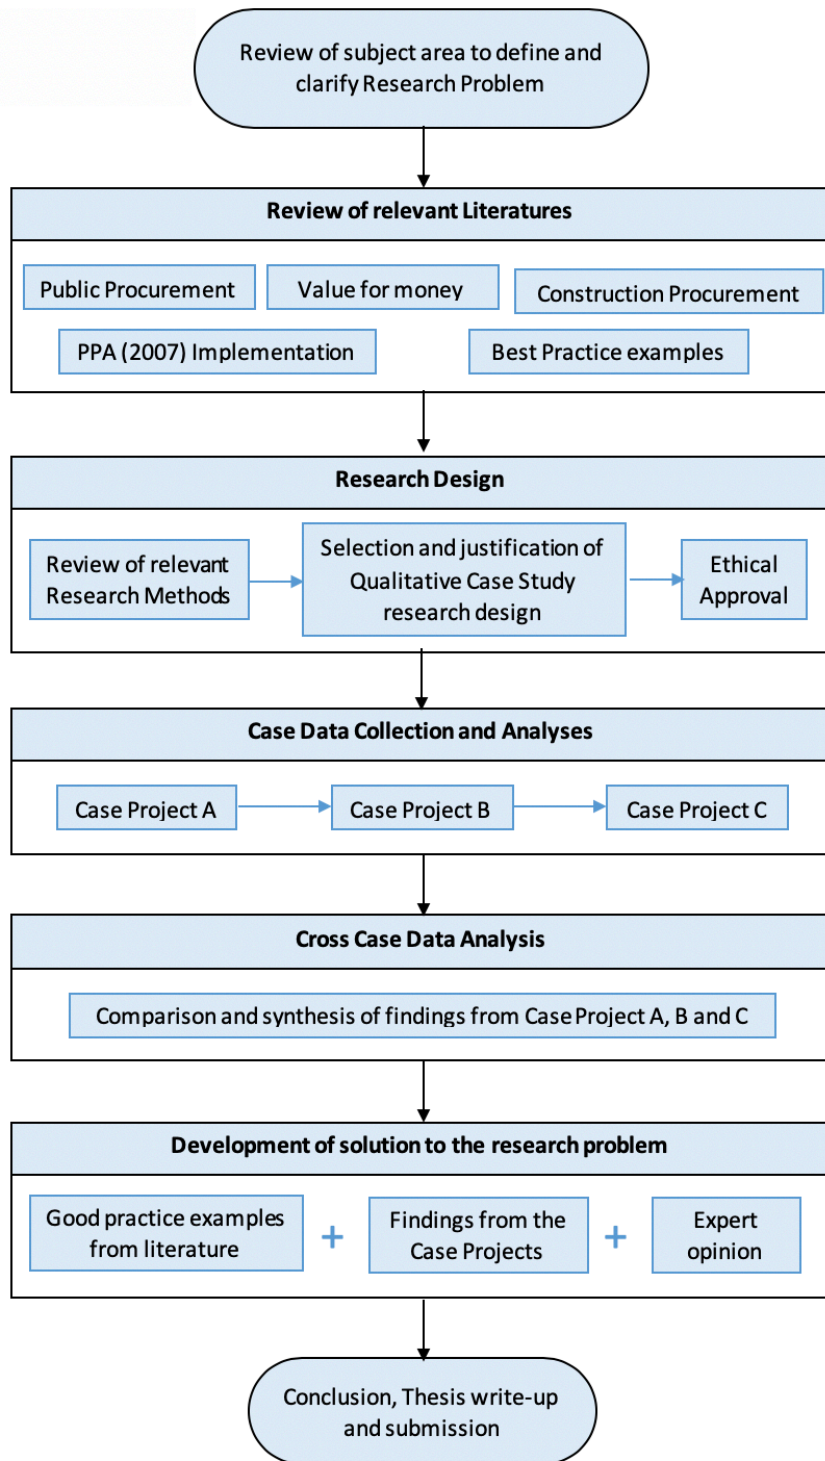 Review of subject area to define and
clarify Research Problem
Review of relevant Literatures
Public Procurement
Value for money
Construction Procurement
PPA (2007) Implementation
Best Practice examples
Research Design
Review of relevant
Research Methods
Selection and justification of
Qualitative Case Study
research design
Ethical
Approval
Case Data Collection and Analyses
Case Project A
Case Project B
Case Project C
Cross Case Data Analysis
Comparison and synthesis of findings from Case Project A, B and C
Development of solution to the research problem
Good practice examples
from literature
+
Findings from the
Case Projects
+
Expert
opinion
Conclusion, Thesis write-up
and submission